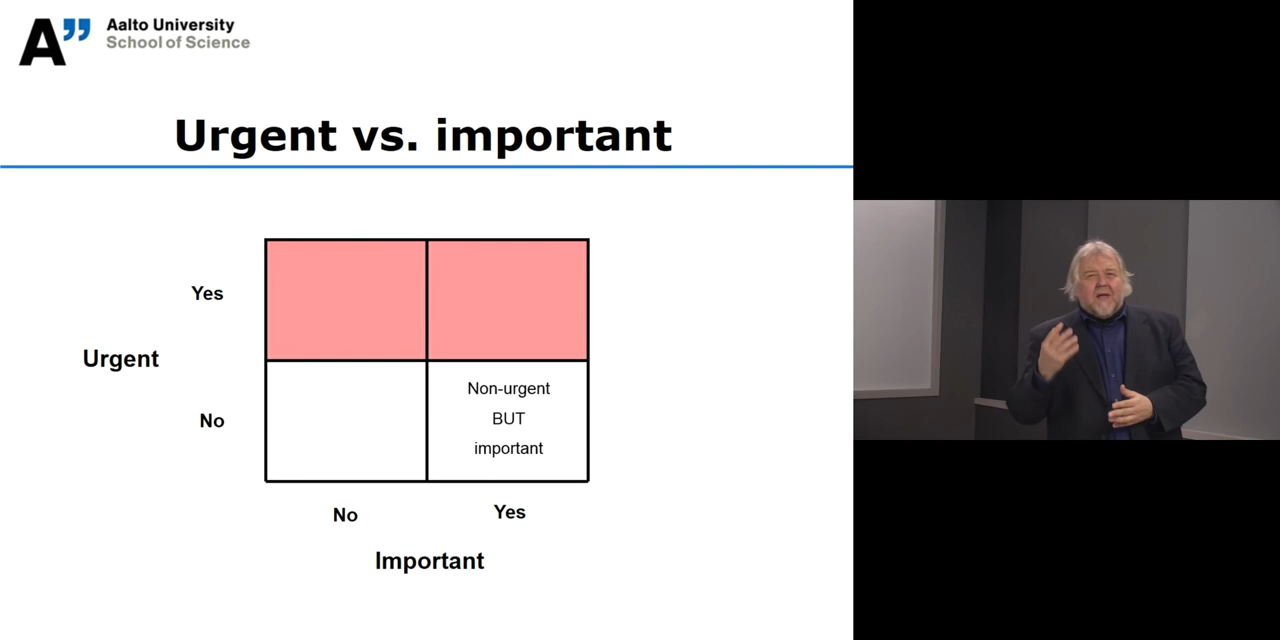 A”
Aalto University
School of Science
Urgent vs. important
Yes
Urgent
No
Non-urgent
BUT
important
No
Yes
Important